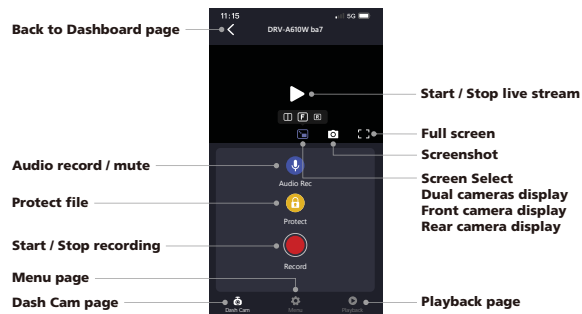 11:15
5G
Back to Dashboard page
DRV-A610W ba7
Start / Stop live stream
F
R
Full screen
Screenshot
Audio record / mute
Audio Rec
Screen Select
Dual cameras display
Front camera display
Rear camera display
Protect file
Protect
Start / Stop recording
Record
Menu page
Dash Cam page
Dash Cam
Menu
Playback
Playback page